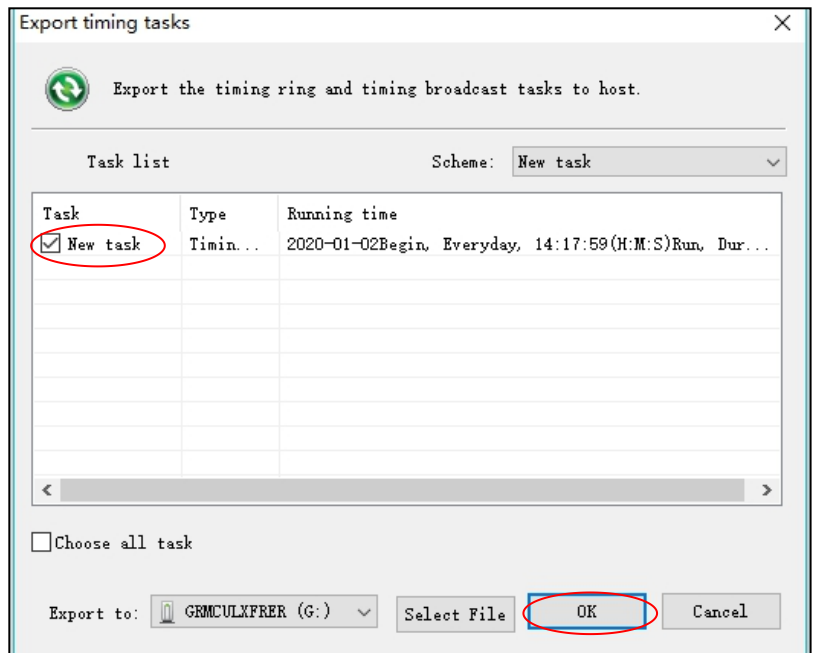 Export timing tasks
Export the timing ring and timing broadcast tasks to host.
Task list Scheme: New task
Task Type Running time
New task Timin... 2020-01-02Begin, Everyday, 14:17:59(H:M:S)Run, Dur...
Choose all task
Export to: GRMCULXFRER (G:) Select File OK Cancel